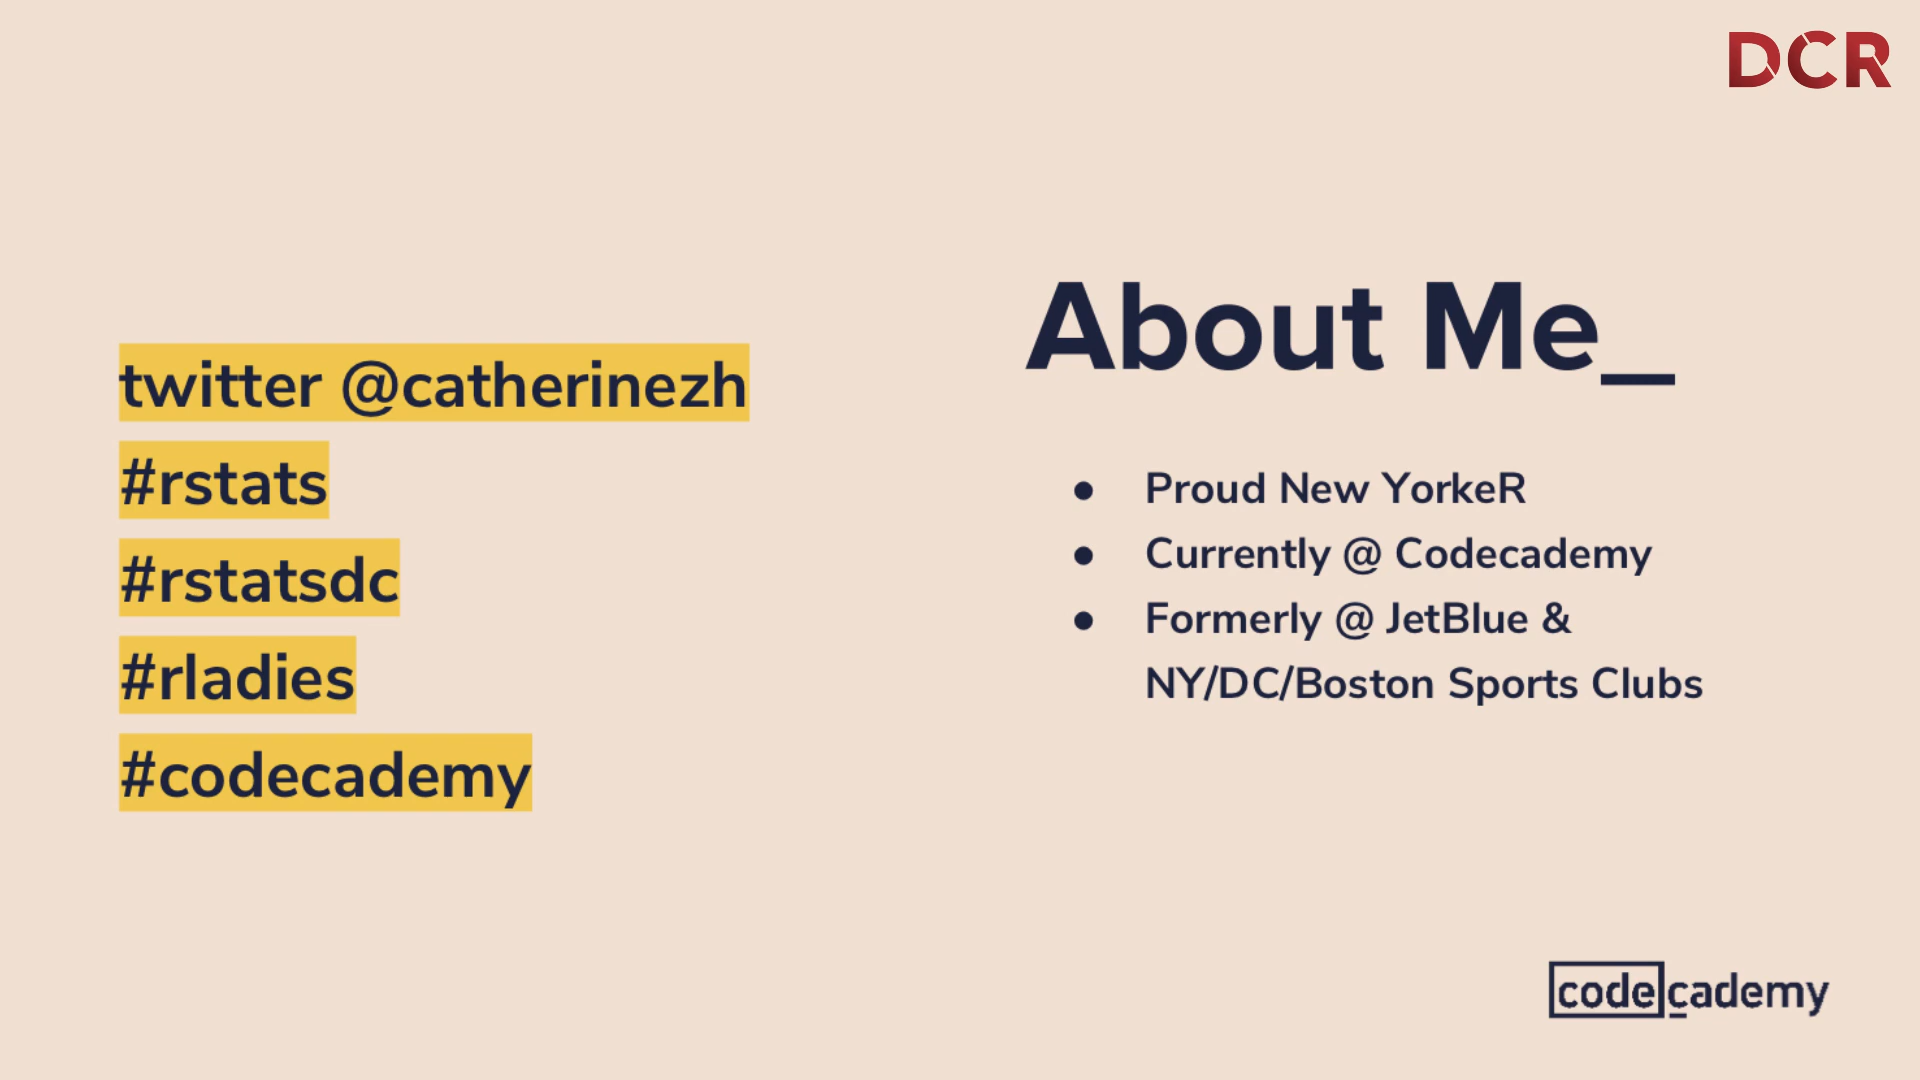 DCR
twitter @catherinezh
#rstats
#rstatsdc
#rladies
#codecademy
About Me_
● Proud New YorkeR
● Currently @ Codecademy
● Formerly @ JetBlue &
NY/DC/Boston Sports Clubs
codecademy